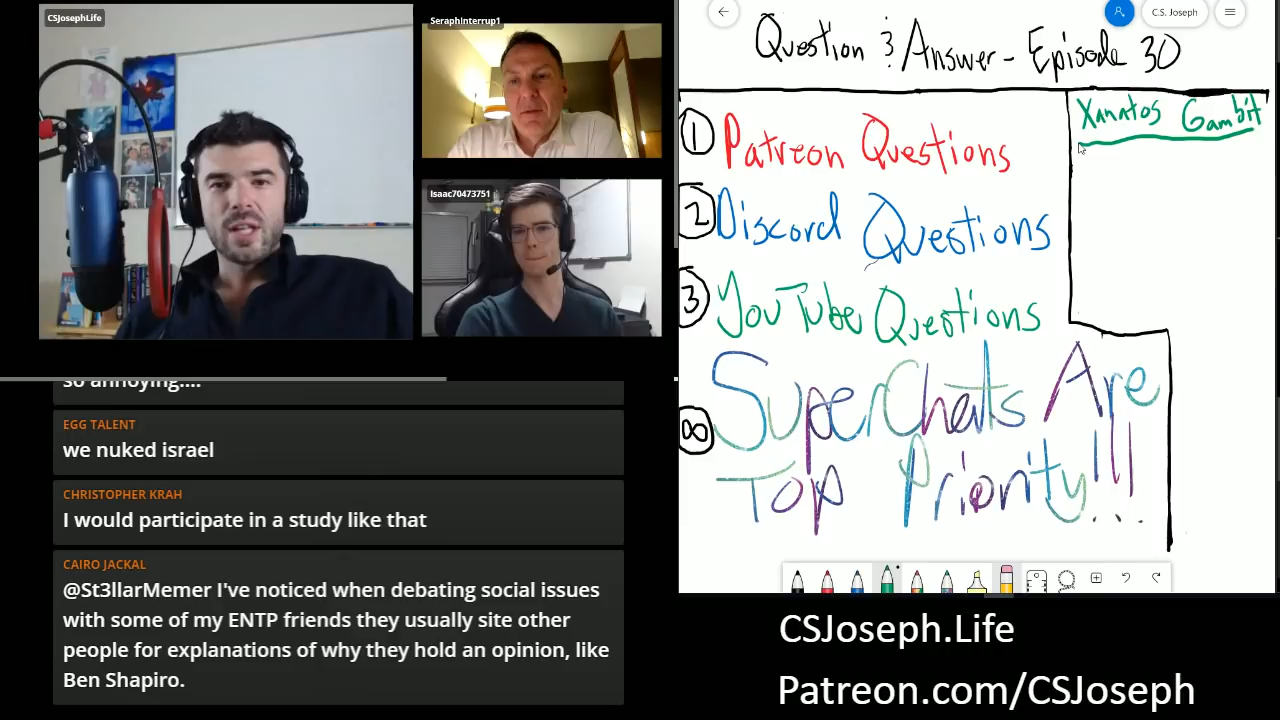 CSJosephLife
SeraphInterrup1
Isaac70473751
so annoying....
EGG TALENT
we nuked israel
CHRISTOPHER KRAH
I would participate in a study like that
CAIRO JACKAL
@St3llarMemer I've noticed when debating social issues
with some of my ENTP friends they usually site other
people for explanations of why they hold an opinion, like
Ben Shapiro.
C.S. Joseph
Question & Answer - Episode 30
Xanatos Gambit
1 Patreon Questions
2 Discord Questions
3 YouTube Questions
∞ SuperChats Are
Top Priority!!!...
CSJoseph.Life
Patreon.com/CSJoseph